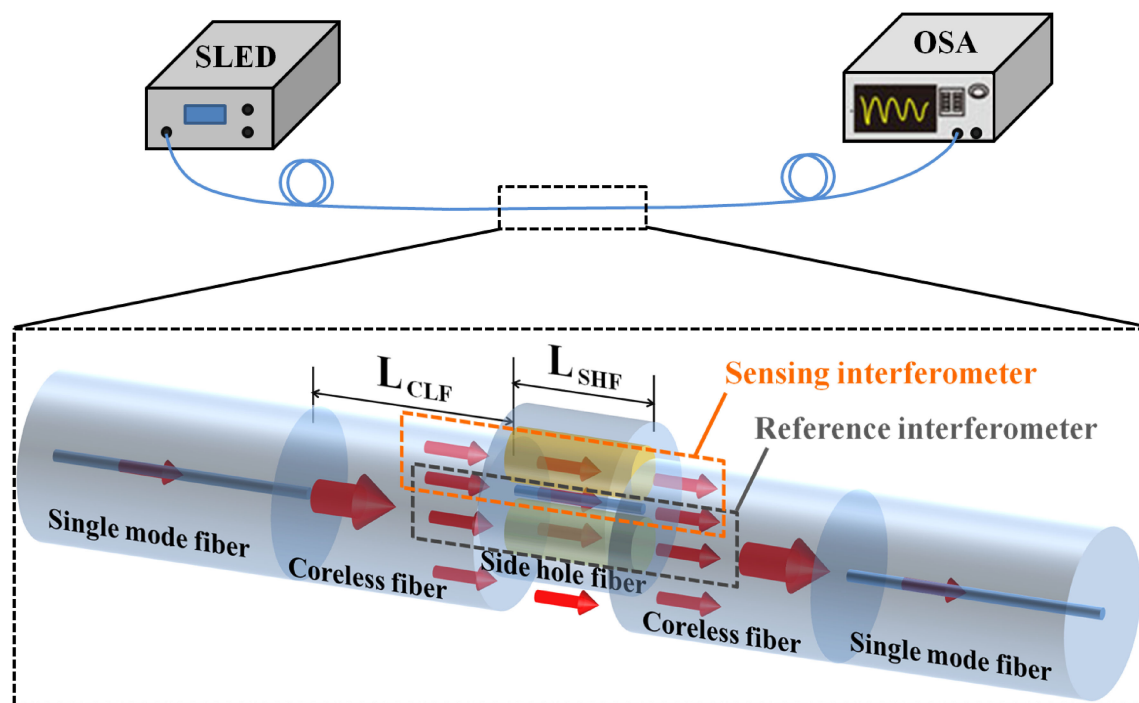 SLED
OSA
L CLF
L SHF
Sensing interferometer
Reference interferometer
Single mode fiber
Coreless fiber
Side hole fiber
Coreless fiber
Single mode fiber